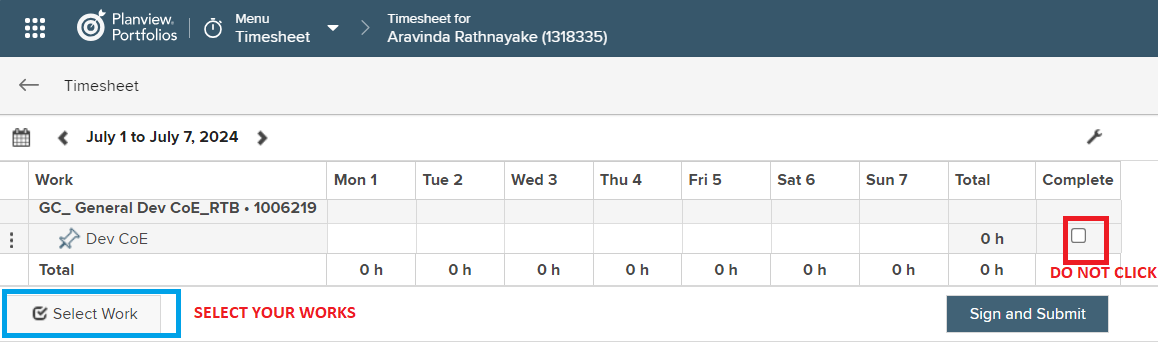 Planview® Portfolios
Menu
Timesheet
Timesheet for
Aravinda Rathnayake (1318335)
Timesheet
July 1 to July 7, 2024
Work Mon 1 Tue 2 Wed 3 Thu 4 Fri 5 Sat 6 Sun 7 Total Complete
GC_ General Dev CoE_RTB • 1006219
Dev CoE 0 h
Total 0 h 0 h 0 h 0 h 0 h 0 h 0 h 0 h
DO NOT CLICK
Select Work SELECT YOUR WORKS Sign and Submit